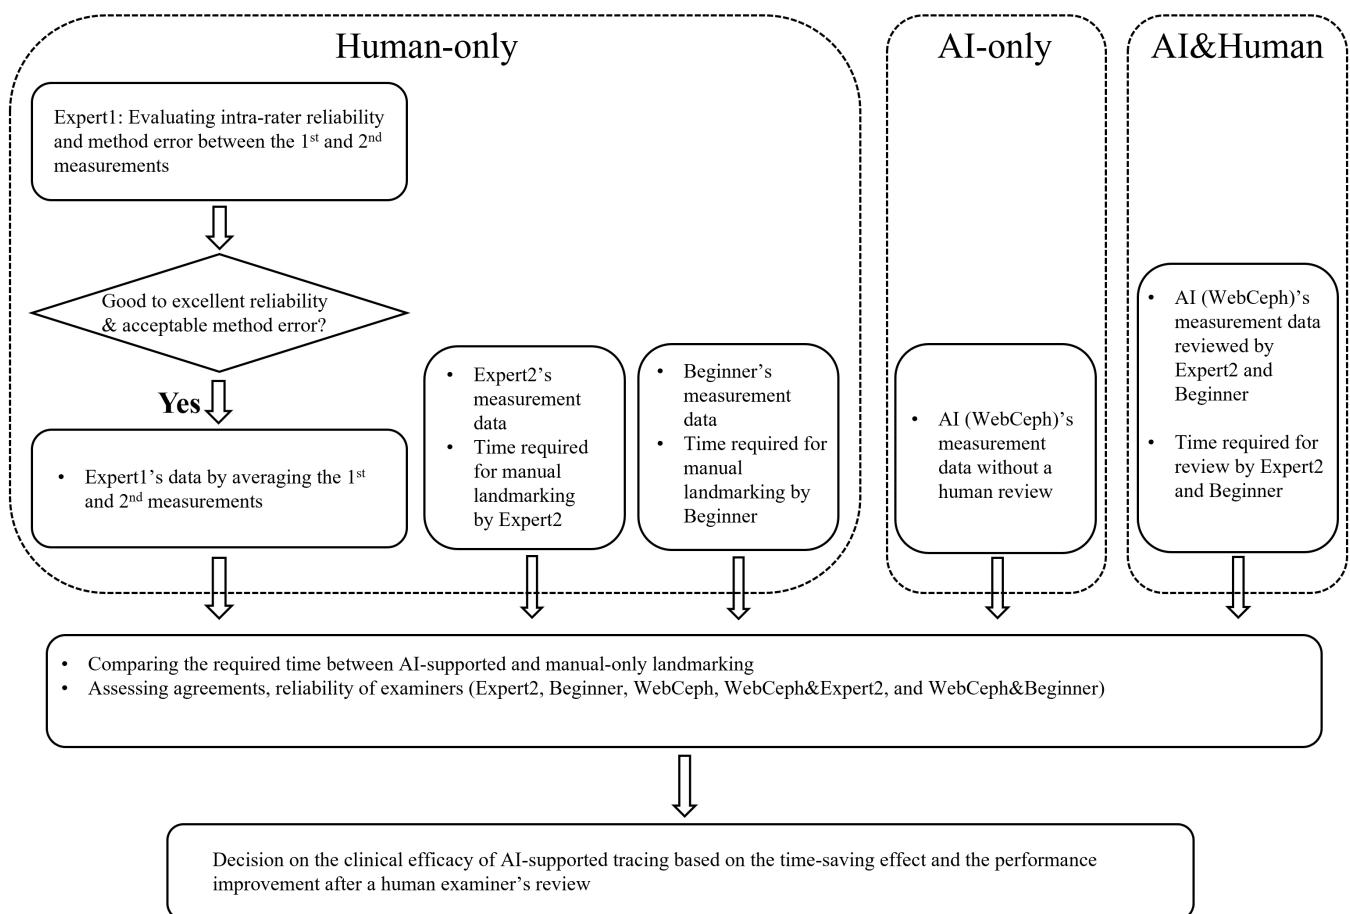 Human-only
AI-only
AI&Human
Expert1: Evaluating intra-rater reliability
and method error between the 1st and 2nd
measurements
Good to excellent reliability
& acceptable method error?
Yes
• Expert1’s data by averaging the 1st
and 2nd measurements
• Expert2’s
measurement
data
• Time required
for manual
landmarking
by Expert2
• Beginner’s
measurement
data
• Time required for
manual
landmarking by
Beginner
• AI (WebCeph)’s
measurement
data without a
human review
• AI (WebCeph)’s
measurement data
reviewed by
Expert2 and
Beginner
• Time required for
review by Expert2
and Beginner
• Comparing the required time between AI-supported and manual-only landmarking
• Assessing agreements, reliability of examiners (Expert2, Beginner, WebCeph, WebCeph&Expert2, and WebCeph&Beginner)
Decision on the clinical efficacy of AI-supported tracing based on the time-saving effect and the performance
improvement after a human examiner’s review